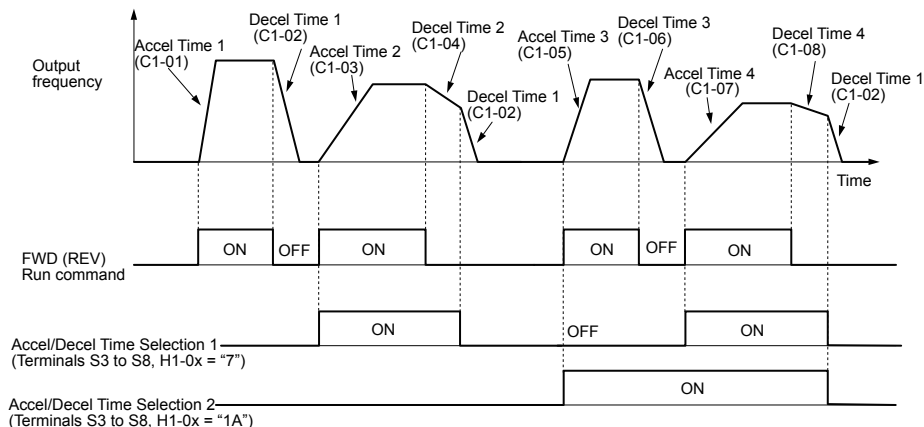 Output
frequency
Accel Time 1
(C1-01)
Decel Time 1
(C1-02)
Accel Time 2
(C1-03)
Decel Time 2
(C1-04)
Decel Time 1
(C1-02)
Accel Time 3
(C1-05)
Decel Time 3
(C1-06)
Accel Time 4
(C1-07)
Decel Time 4
(C1-08)
Decel Time 1
(C1-02)
Time
FWD (REV)
Run command
ON
OFF
ON
ON
OFF
ON
Accel/Decel Time Selection 1
(Terminals S3 to S8, H1-0x = “7”)
ON
OFF
ON
Accel/Decel Time Selection 2
(Terminals S3 to S8, H1-0x = “1A”)
ON